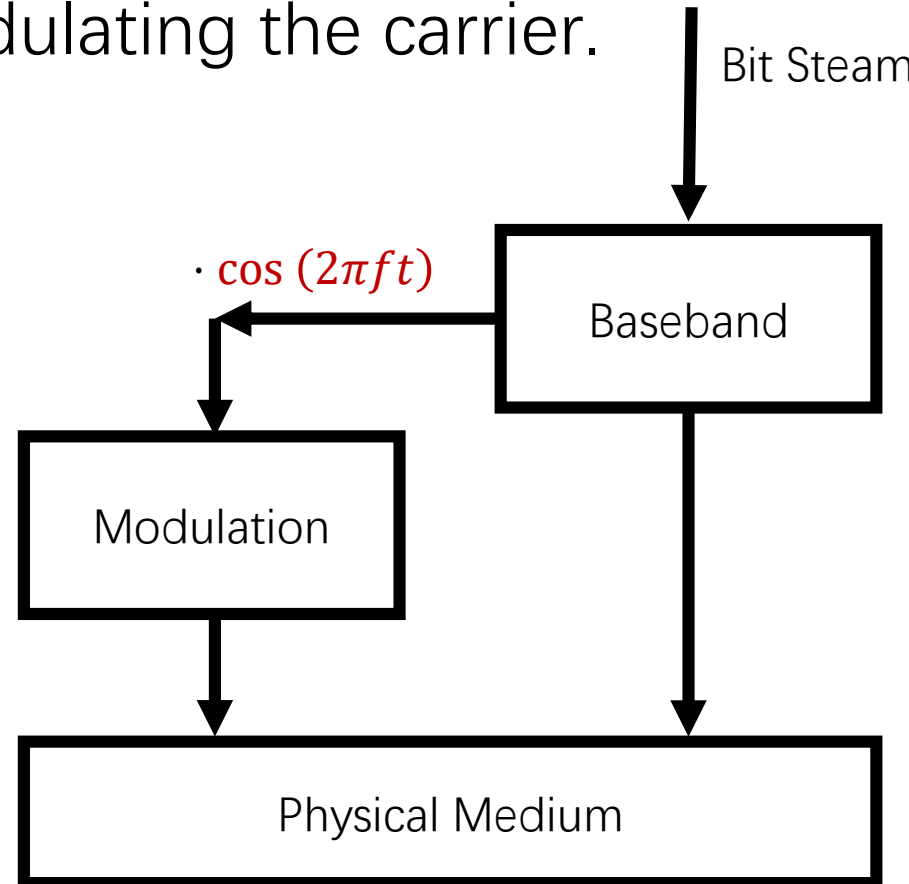 dulating the carrier.
Bit Steam
· cos (2πft)
Baseband
Modulation
Physical Medium